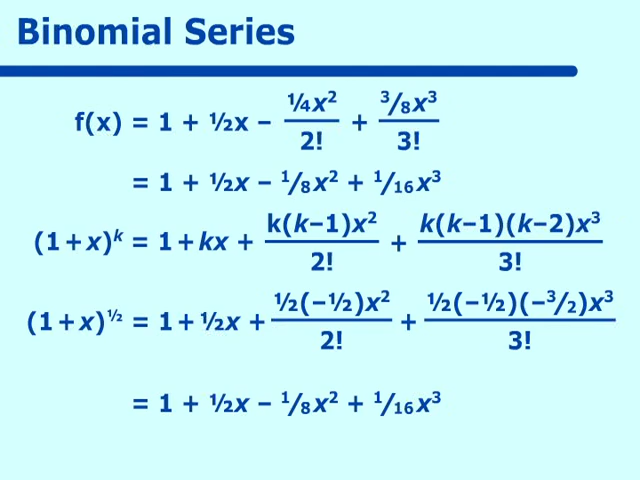 Binomial Series
f(x) = 1 + ½x – ¼x²/2! + ³/₈x³/3!
= 1 + ½x – ¹/₈x² + ¹/₁₆x³
(1+x)ᵏ = 1+kx + k(k–1)x²/2! + k(k–1)(k–2)x³/3!
(1+x)^½ = 1+½x + ½(–½)x²/2! + ½(–½)(–³/₂)x³/3!
= 1 + ½x – ¹/₈x² + ¹/₁₆x³